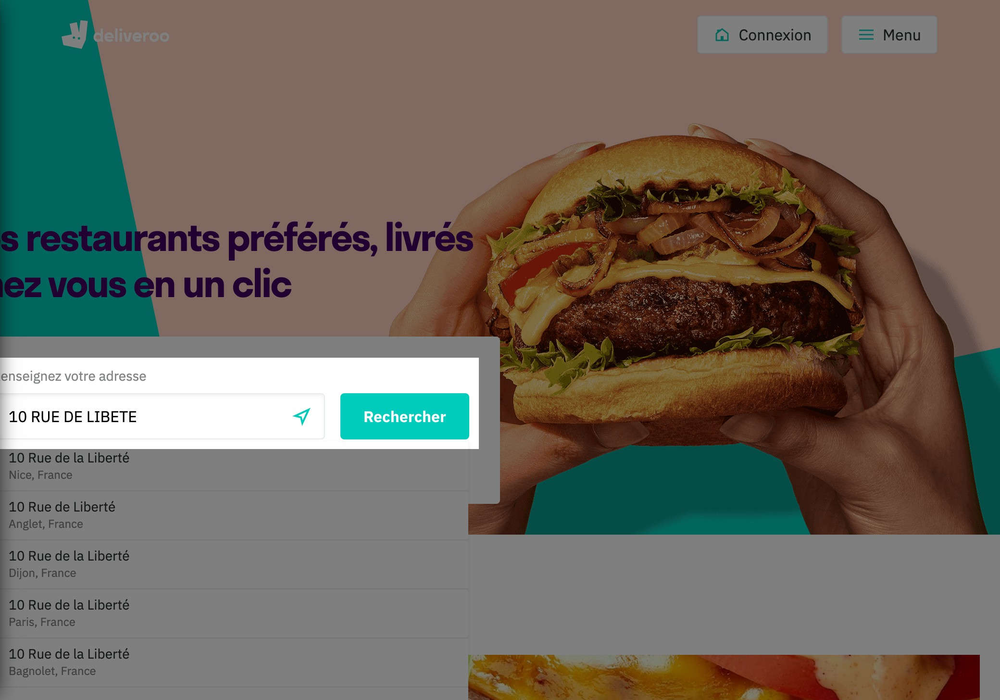 deliveroo
Connexion
Menu
s restaurants préférés, livrés
ez vous en un clic
enseignez votre adresse
10 RUE DE LIBETE
Rechercher
10 Rue de la Liberté
Nice, France
10 Rue de Liberté
Anglet, France
10 Rue de la Liberté
Dijon, France
10 Rue de la Liberté
Paris, France
10 Rue de la Liberté
Bagnolet, France